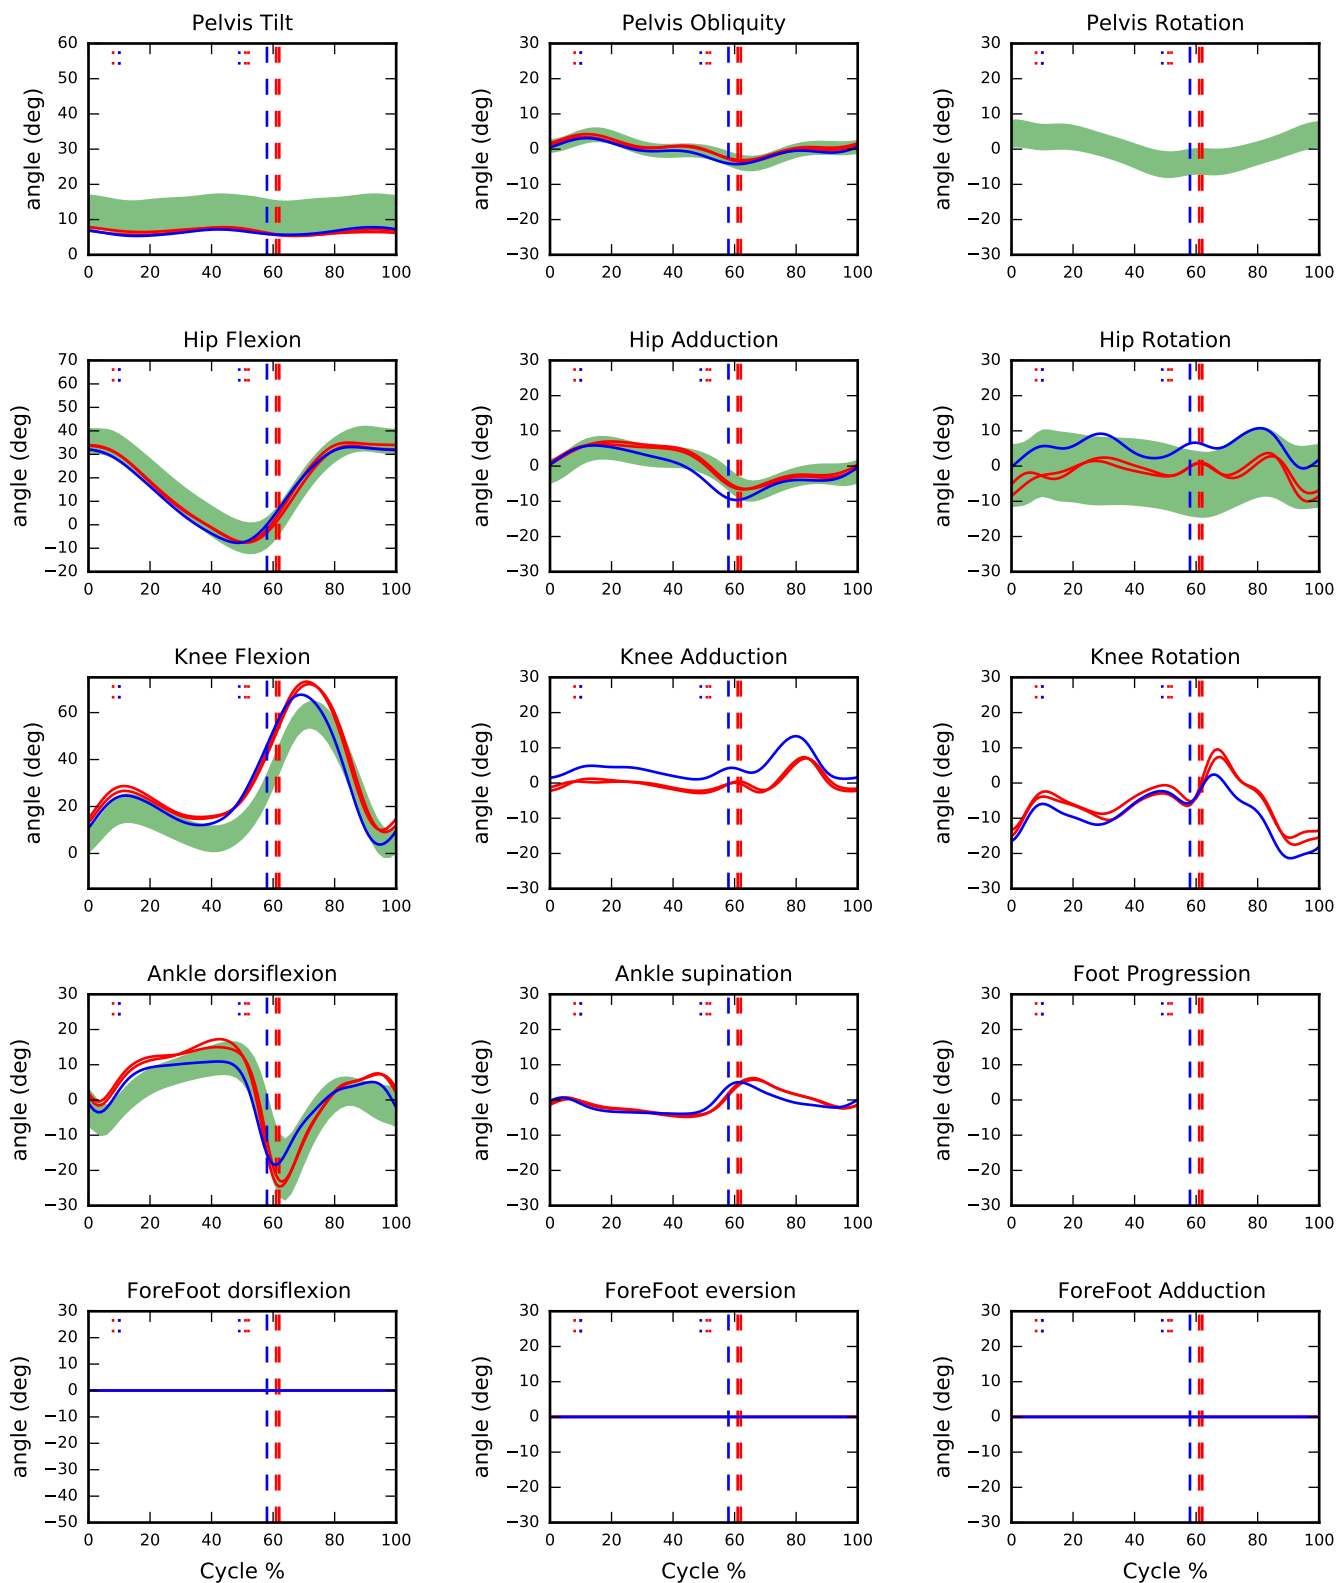 Pelvis Tilt
angle (deg)
60
50
40
30
20
10
0
0 20 40 60 80 100
Pelvis Obliquity
angle (deg)
30
20
10
0
−10
−20
−30
0 20 40 60 80 100
Pelvis Rotation
angle (deg)
30
20
10
0
−10
−20
−30
0 20 40 60 80 100
Hip Flexion
angle (deg)
70
60
50
40
30
20
10
0
−10
−20
0 20 40 60 80 100
Hip Adduction
angle (deg)
30
20
10
0
−10
−20
−30
0 20 40 60 80 100
Hip Rotation
angle (deg)
30
20
10
0
−10
−20
−30
0 20 40 60 80 100
Knee Flexion
angle (deg)
60
40
20
0
0 20 40 60 80 100
Knee Adduction
angle (deg)
30
20
10
0
−10
−20
−30
0 20 40 60 80 100
Knee Rotation
angle (deg)
30
20
10
0
−10
−20
−30
0 20 40 60 80 100
Ankle dorsiflexion
angle (deg)
30
20
10
0
−10
−20
−30
0 20 40 60 80 100
Ankle supination
angle (deg)
30
20
10
0
−10
−20
−30
0 20 40 60 80 100
Foot Progression
angle (deg)
30
20
10
0
−10
−20
−30
0 20 40 60 80 100
ForeFoot dorsiflexion
angle (deg)
30
20
10
0
−10
−20
−30
−40
−50
0 20 40 60 80 100
Cycle %
ForeFoot eversion
angle (deg)
30
20
10
0
−10
−20
−30
0 20 40 60 80 100
Cycle %
ForeFoot Adduction
angle (deg)
30
20
10
0
−10
−20
−30
0 20 40 60 80 100
Cycle %